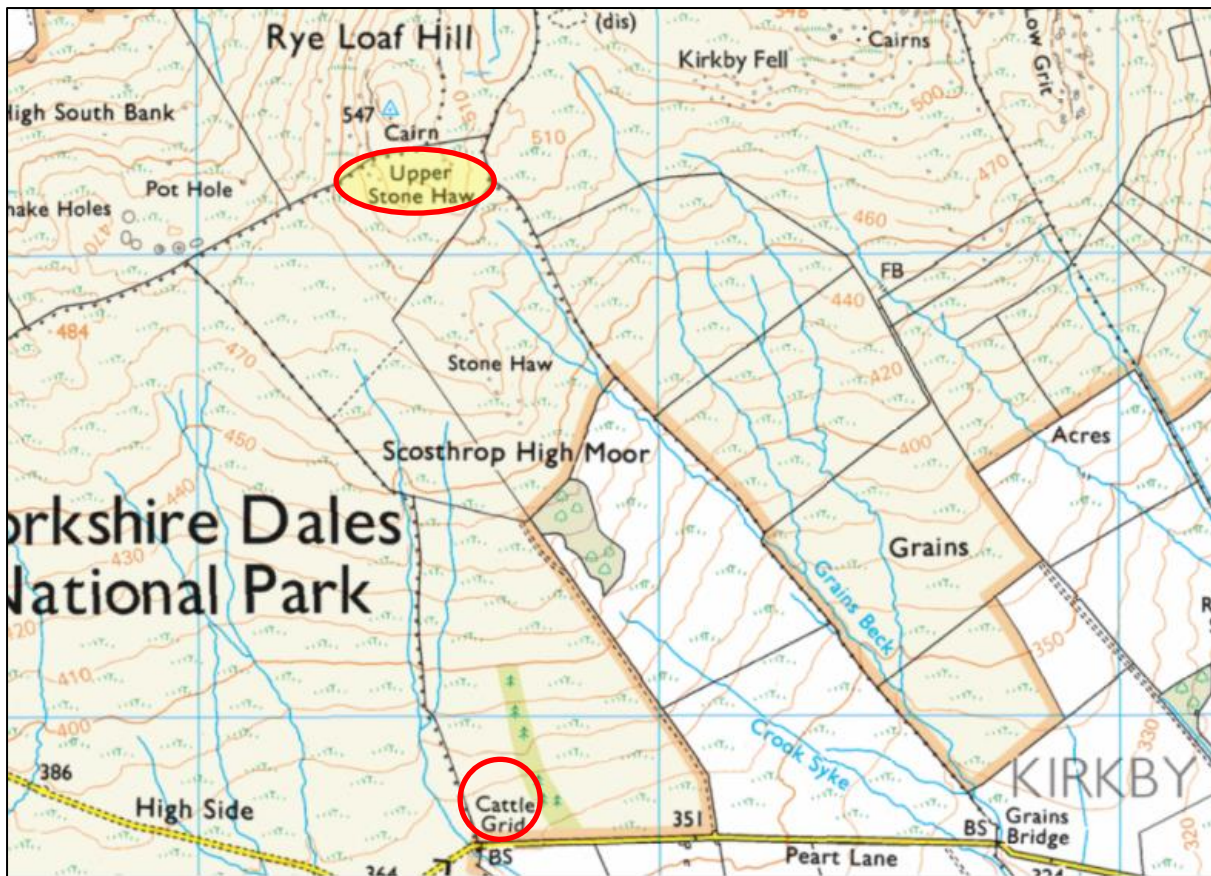 (dis)
Rye Loaf Hill
Cairns
Low Grit
Kirkby Fell
500
510
High South Bank
547
Cairn
510
Upper
Stone Haw
470
Pot Hole
460
470
FB
440
484
470
Stone Haw
420
450
Acres
Scosthrop High Moor
400
440
orkshire Dales
430
Grains
National Park
Grains Beck
350
410
400
Crook Syke
330
KIRKBY
386
High Side
Cattle
Grid
351
BS
Grains
Bridge
320
BS
Peart Lane
364
324